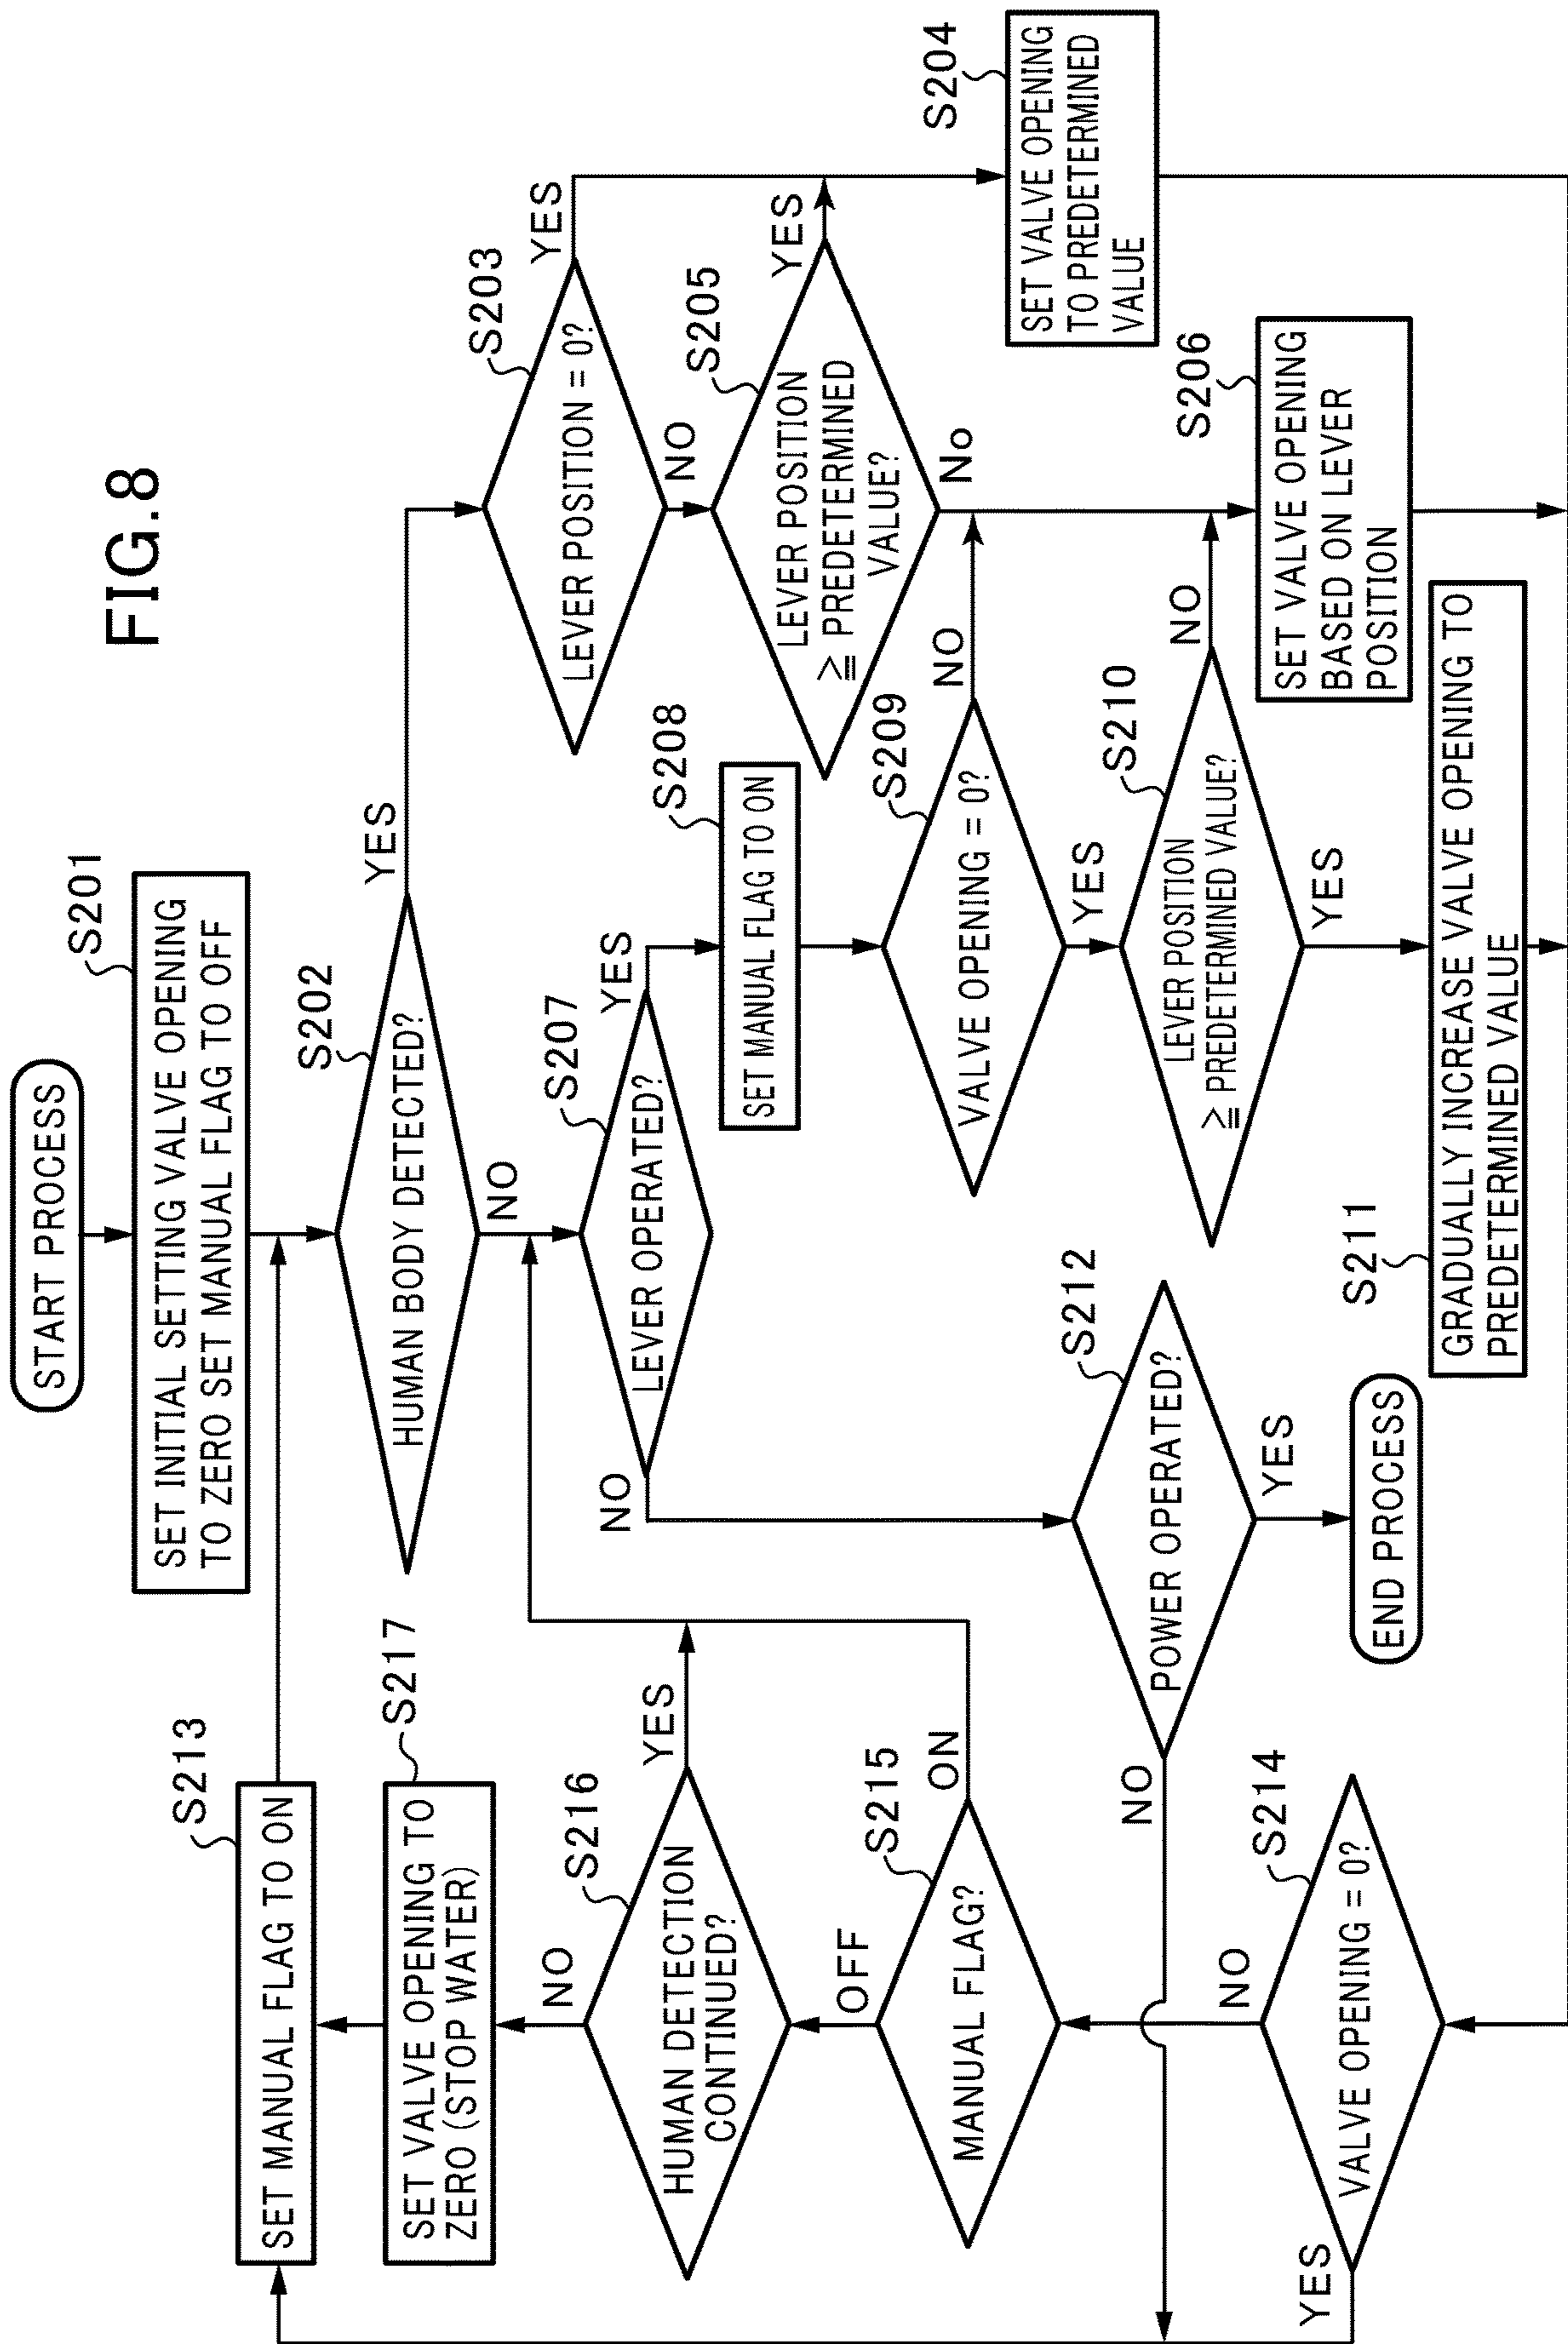 FIG.8
START PROCESS
S201
SET INITIAL SETTING VALVE OPENING
TO ZERO SET MANUAL FLAG TO OFF
S202
HUMAN BODY DETECTED?
YES
NO
S203
LEVER POSITION = 0?
YES
NO
S205
LEVER POSITION
≧ PREDETERMINED
VALUE?
YES
No
S204
SET VALVE OPENING
TO PREDETERMINED
VALUE
S206
SET VALVE OPENING
BASED ON LEVER
POSITION
S207
LEVER OPERATED?
YES
NO
S208
SET MANUAL FLAG TO ON
S209
VALVE OPENING = 0?
NO
YES
S210
LEVER POSITION
≧ PREDETERMINED VALUE?
NO
YES
S211
GRADUALLY INCREASE VALVE OPENING TO
PREDETERMINED VALUE
S212
POWER OPERATED?
YES
NO
END PROCESS
S213
SET MANUAL FLAG TO ON
S217
SET VALVE OPENING TO
ZERO (STOP WATER)
S216
HUMAN DETECTION
CONTINUED?
YES
NO
S215
MANUAL FLAG?
ON
OFF
S214
VALVE OPENING = 0?
NO
YES